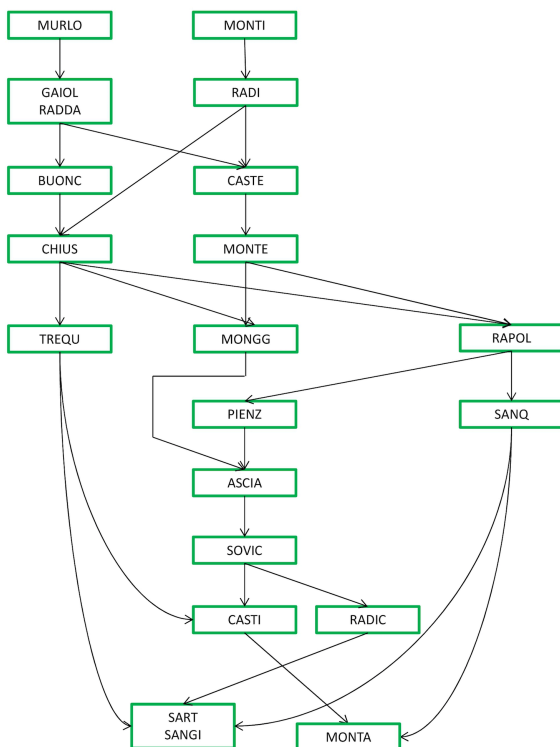 MURLO
MONTI
GAIOL
RADDA
RADI
BUONC
CASTE
CHIUS
MONTE
TREQU
MONGG
RAPOL
PIENZ
SANQ
ASCIA
SOVIC
CASTI
RADIC
SART
SANGI
MONTA